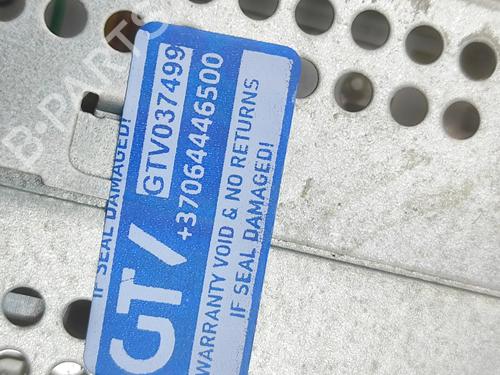 IF SEAL DAMAGED!
GTV037499
+37064446500
GTV
WARRANTY VOID & NO RETURNS
IF SEAL DAMAGED!
B-PARTS